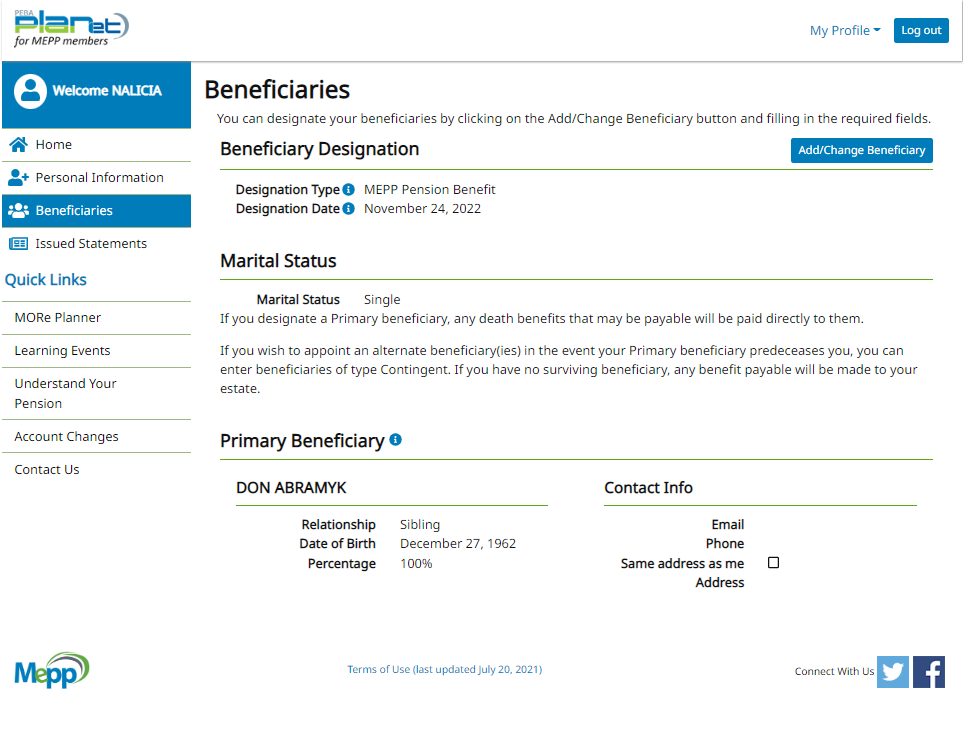 PEBA
planet
for MEPP members
My Profile
Log out
Welcome NALICIA
Home
Personal Information
Beneficiaries
Issued Statements
Quick Links
MORe Planner
Learning Events
Understand Your
Pension
Account Changes
Contact Us
Beneficiaries
You can designate your beneficiaries by clicking on the Add/Change Beneficiary button and filling in the required fields.
Beneficiary Designation
Add/Change Beneficiary
Designation Type MEPP Pension Benefit
Designation Date November 24, 2022
Marital Status
Marital Status Single
If you designate a Primary beneficiary, any death benefits that may be payable will be paid directly to them.
If you wish to appoint an alternate beneficiary(ies) in the event your Primary beneficiary predeceases you, you can
enter beneficiaries of type Contingent. If you have no surviving beneficiary, any benefit payable will be made to your
estate.
Primary Beneficiary
DON ABRAMYK
Relationship Sibling
Date of Birth December 27, 1962
Percentage 100%
Contact Info
Email
Phone
Same address as me
Address
Mepp
Terms of Use (last updated July 20, 2021)
Connect With Us